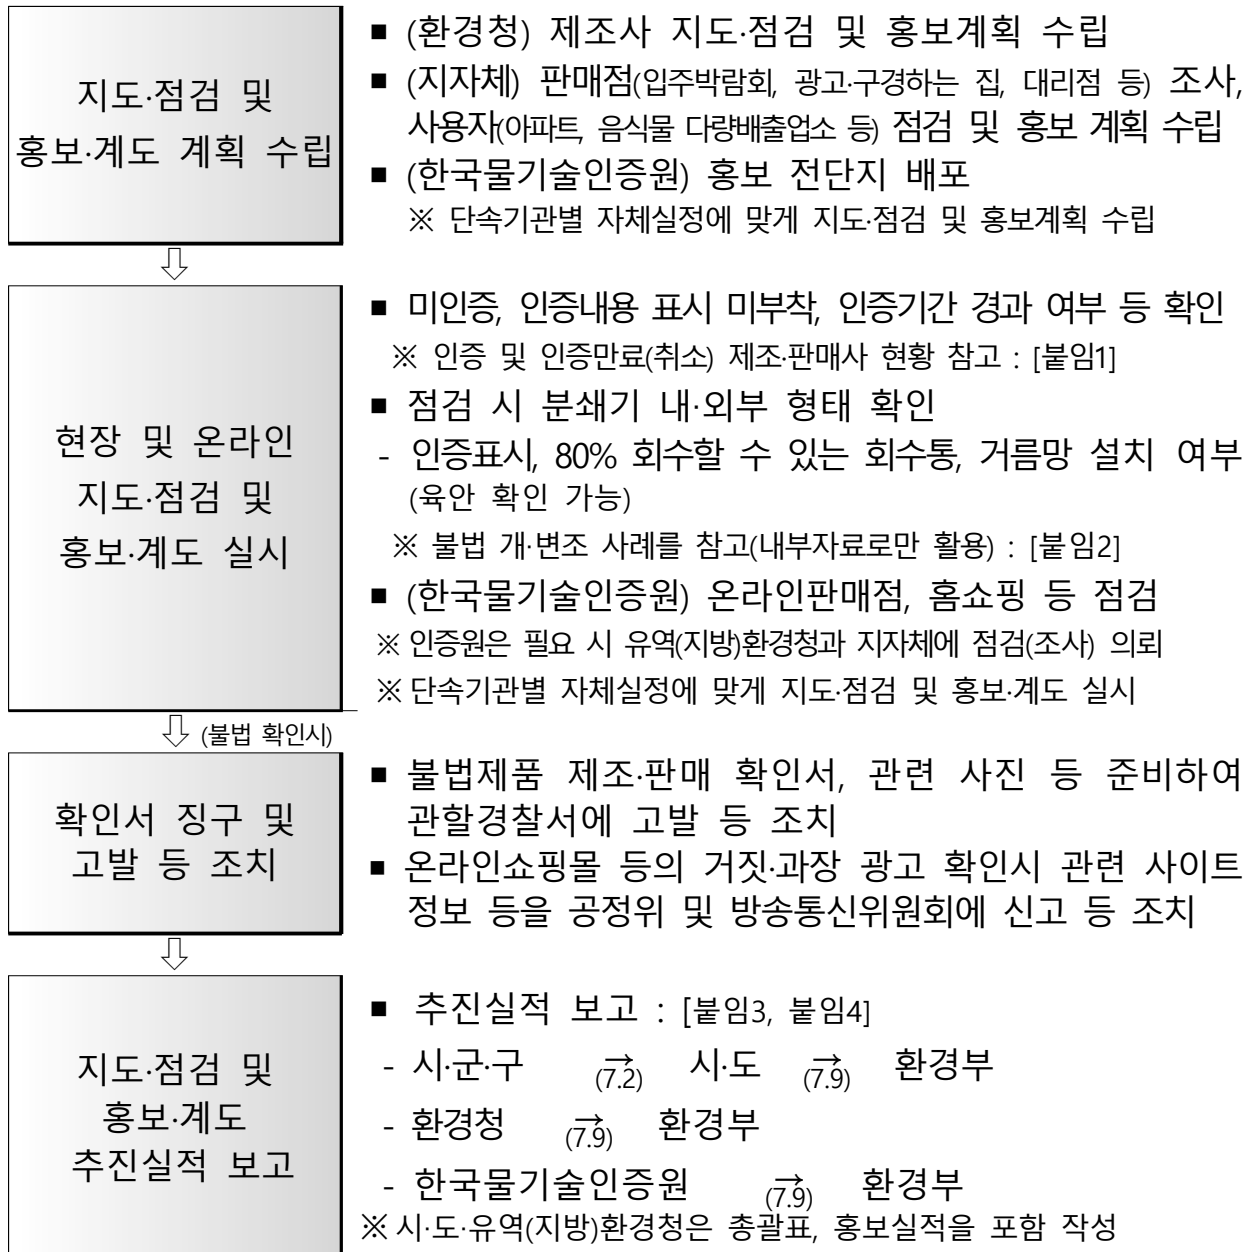 지도·점검 및
홍보·계도 계획 수립
■ (환경청) 제조사 지도·점검 및 홍보계획 수립
■ (지자체) 판매점(입주박람회, 광고·구경하는 집, 대리점 등) 조사,
사용자(아파트, 음식물 다량배출업소 등) 점검 및 홍보 계획 수립
■ (한국물기술인증원) 홍보 전단지 배포
※ 단속기관별 자체실정에 맞게 지도·점검 및 홍보계획 수립
⇩
현장 및 온라인
지도·점검 및
홍보·계도 실시
■ 미인증, 인증내용 표시 미부착, 인증기간 경과 여부 등 확인
※ 인증 및 인증만료(취소) 제조·판매사 현황 참고 : [붙임1]
■ 점검 시 분쇄기 내·외부 형태 확인
- 인증표시, 80% 회수할 수 있는 회수통, 거름망 설치 여부
(육안 확인 가능)
※ 불법 개·변조 사례를 참고(내부자료로만 활용) : [붙임2]
■ (한국물기술인증원) 온라인판매점, 홈쇼핑 등 점검
※ 인증원은 필요 시 유역(지방)환경청과 지자체에 점검(조사) 의뢰
※ 단속기관별 자체실정에 맞게 지도·점검 및 홍보·계도 실시
⇩ (불법 확인시)
확인서 징구 및
고발 등 조치
■ 불법제품 제조·판매 확인서, 관련 사진 등 준비하여
관할경찰서에 고발 등 조치
■ 온라인쇼핑몰 등의 거짓·과장 광고 확인시 관련 사이트
정보 등을 공정위 및 방송통신위원회에 신고 등 조치
⇩
지도·점검 및
홍보·계도
추진실적 보고
■ 추진실적 보고 : [붙임3, 붙임4]
- 시·군·구 →(7.2) 시·도 →(7.9) 환경부
- 환경청 →(7.9) 환경부
- 한국물기술인증원 →(7.9) 환경부
※ 시·도·유역(지방)환경청은 총괄표, 홍보실적을 포함 작성